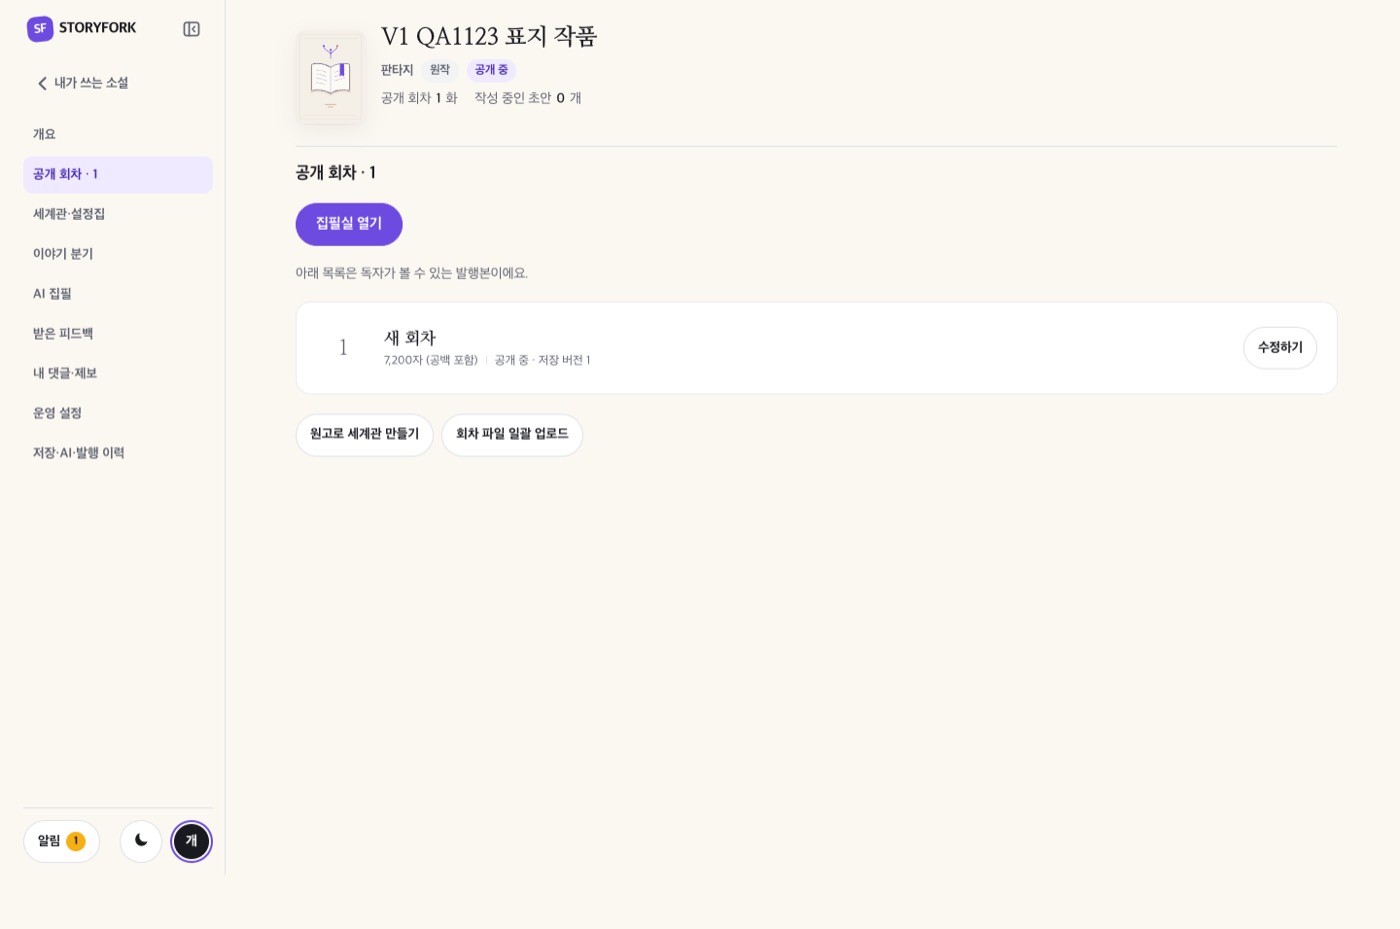 SF STORYFORK
내가 쓰는 소설
개요
공개 회차 · 1
세계관·설정집
이야기 분기
AI 집필
받은 피드백
내 댓글·제보
운영 설정
저장·AI·발행 이력
알림 1
개
V1 QA1123 표지 작품
판타지 원작 공개 중
공개 회차 1 화 작성 중인 초안 0 개
공개 회차 · 1
집필실 열기
아래 목록은 독자가 볼 수 있는 발행본이에요.
1
새 회차
7,200자 (공백 포함) | 공개 중 · 저장 버전 1
수정하기
원고로 세계관 만들기 회차 파일 일괄 업로드